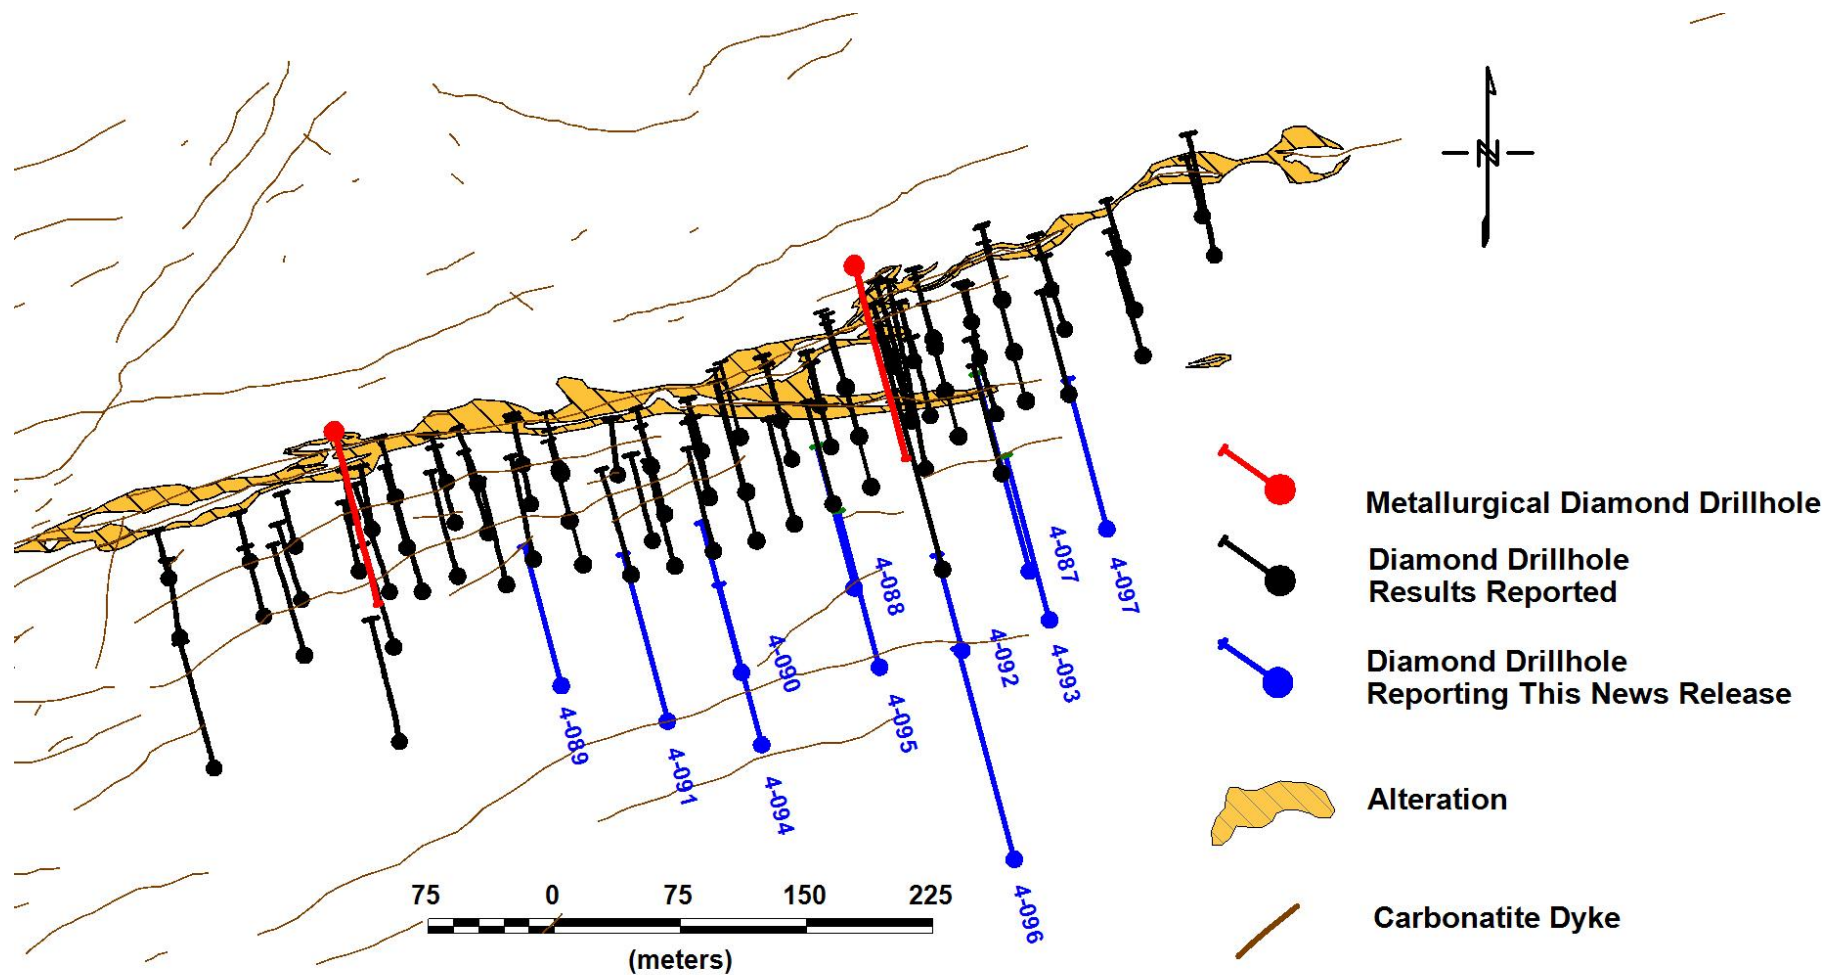 N
Metallurgical Diamond Drillhole
Diamond Drillhole
Results Reported
Diamond Drillhole
Reporting This News Release
Alteration
Carbonatite Dyke
4-087
4-097
4-088
4-090
4-092
4-093
4-089
4-095
4-091
4-094
4-096
75 0 75 150 225
(meters)